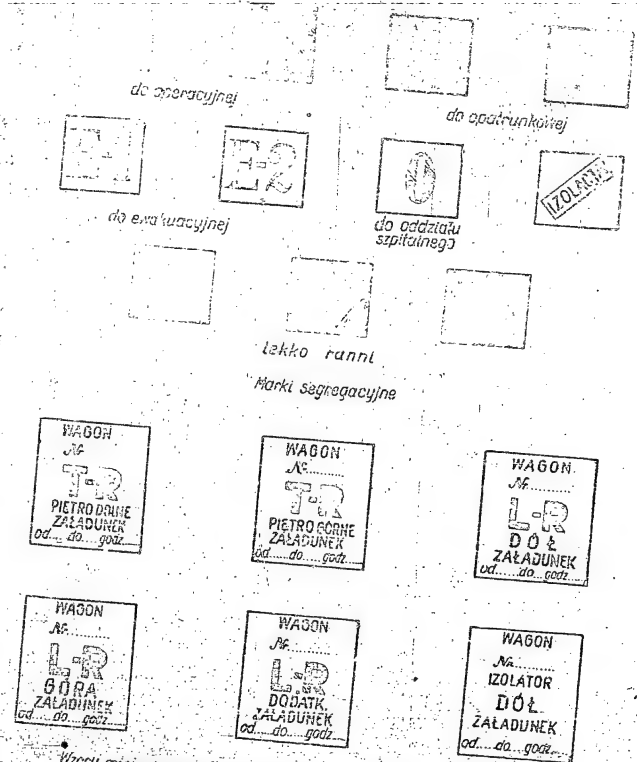 do operacyjnej
do opatrunkowej
E-1
E-2
O
IZOLATOR
do ewakuacyjnej
do oddziału
szpitalnego
lekko ranni
Marki segregacyjne
WAGON
№.........
T-R
PIĘTRO DOLNE
ZAŁADUNEK
od.....do.....godz.....
WAGON
№.........
T-R
PIĘTRO GÓRNE
ZAŁADUNEK
od.....do.....godz.....
WAGON
№.........
L-R
DÓŁ
ZAŁADUNEK
od.....do.....godz.....
WAGON
№.........
L-R
GÓRA
ZAŁADUNEK
od.....do.....godz.....
WAGON
№.........
L-R
DODATK.
ZAŁADUNEK
od.....do.....godz.....
WAGON
№.........
IZOLATOR
DÓŁ
ZAŁADUNEK
od.....do.....godz.....
Wzory